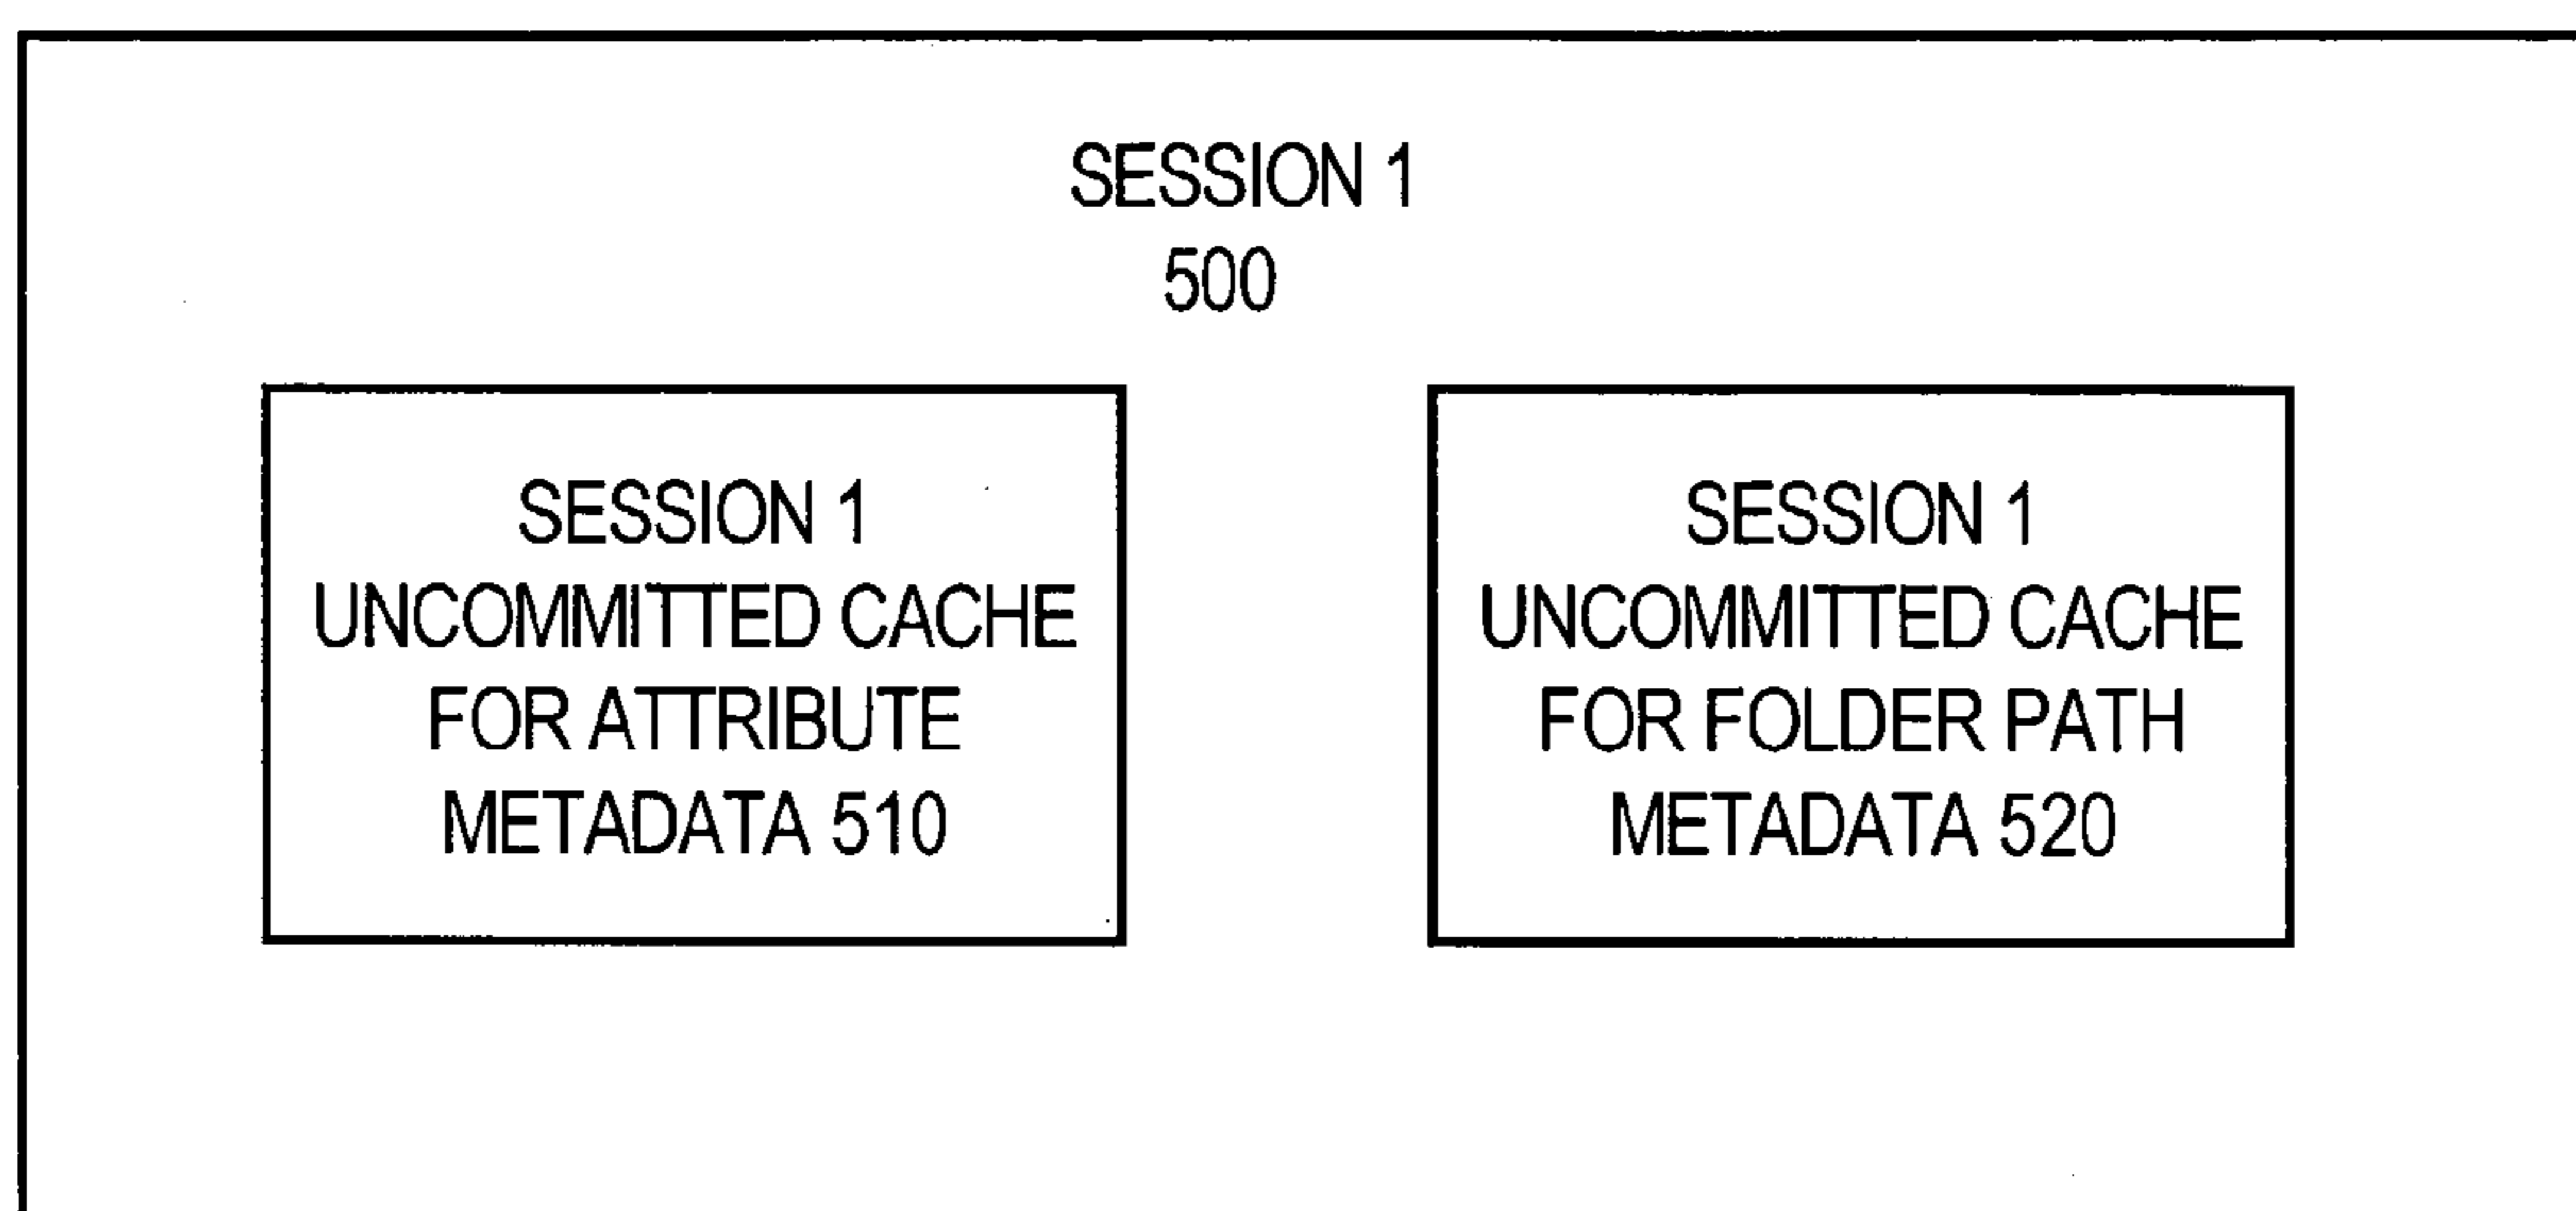 SESSION 1
500
SESSION 1
UNCOMMITTED CACHE
FOR ATTRIBUTE
METADATA 510
SESSION 1
UNCOMMITTED CACHE
FOR FOLDER PATH
METADATA 520